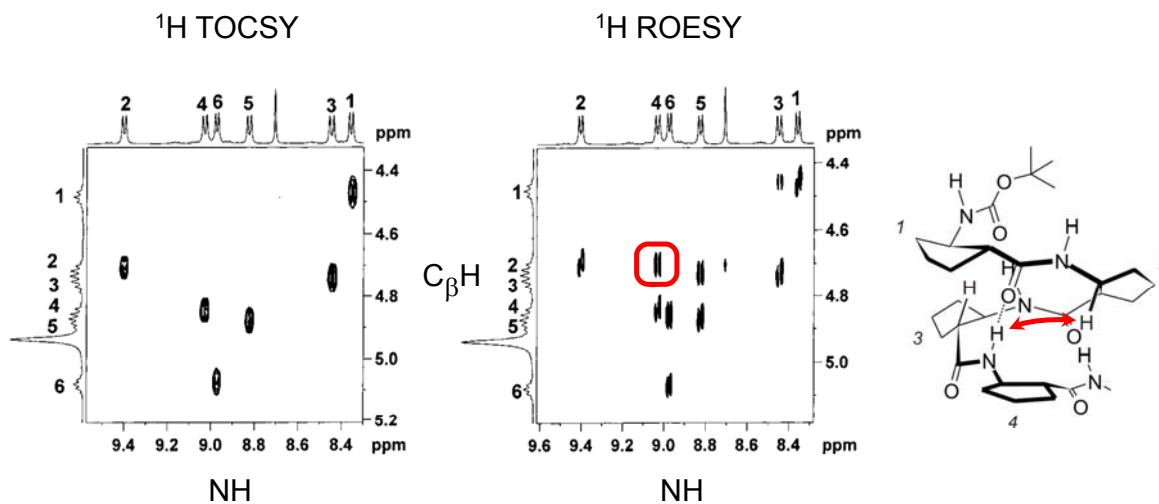 ¹H TOCSY
¹H ROESY
2 4 6 5 3 1
ppm
1
2
3
4
5
6
4.4
4.6
4.8
5.0
5.2
9.4 9.2 9.0 8.8 8.6 8.4 ppm
NH
CβH
2 4 6 5 3 1
ppm
1
2
3
4
5
6
4.4
4.6
4.8
5.0
9.6 9.4 9.2 9.0 8.8 8.6 8.4
ppm
NH
H
N
O
O
1
H
N
H
O
H
N
H
O
3
H
N
O
H
N
O
4